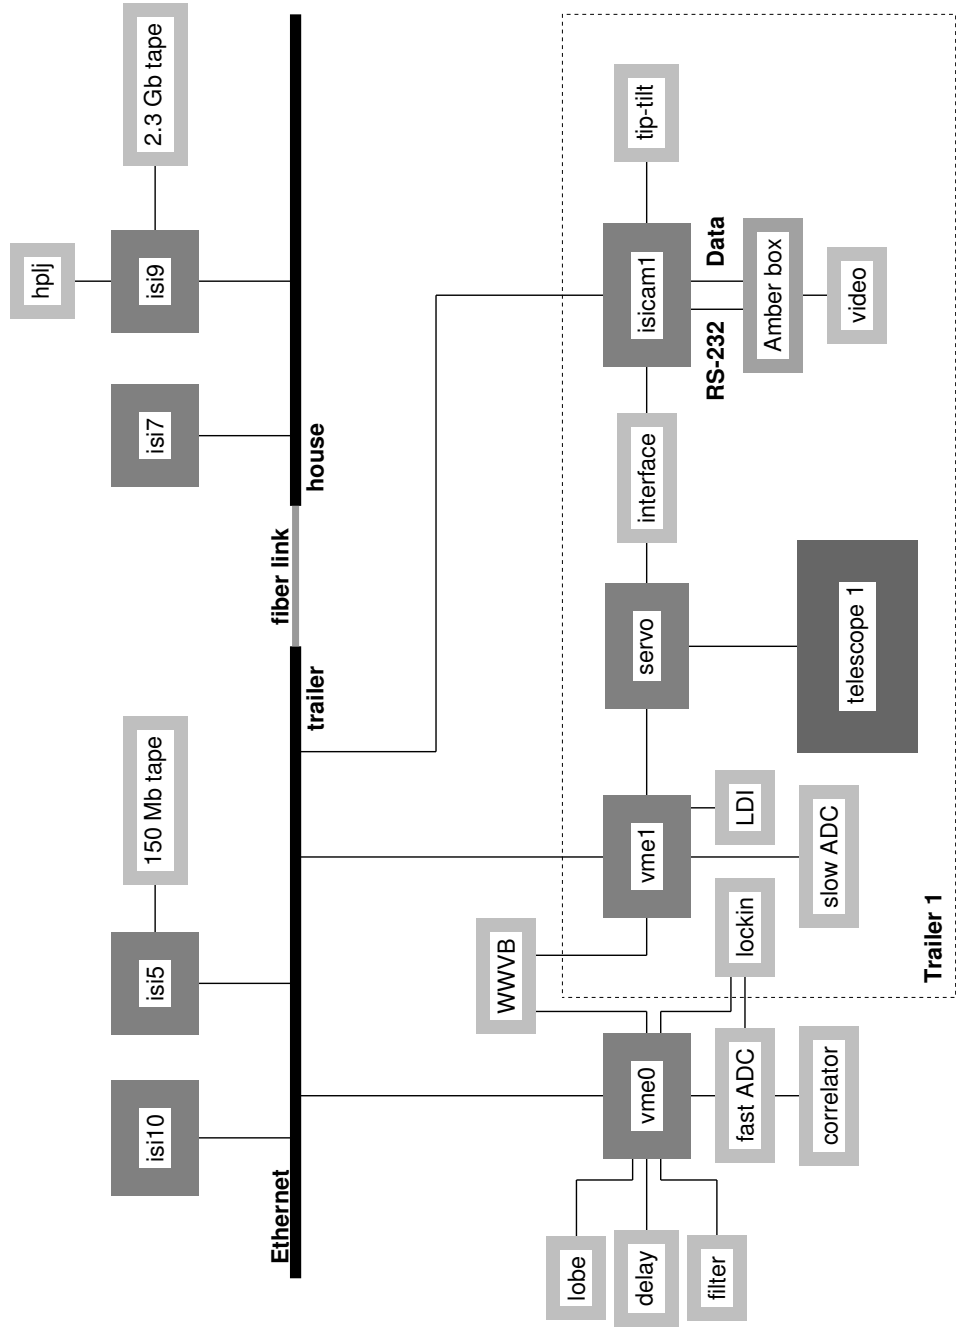 isi10
isi5
150 Mb tape
isi7
isi9
2.3 Gb tape
hplj
Ethernet
trailer
fiber link
house
lobe
delay
filter
vme0
WWVB
fast ADC
correlator
lockin
vme1
LDI
slow ADC
servo
telescope 1
interface
isicam1
tip-tilt
RS-232
Data
Amber box
video
Trailer 1